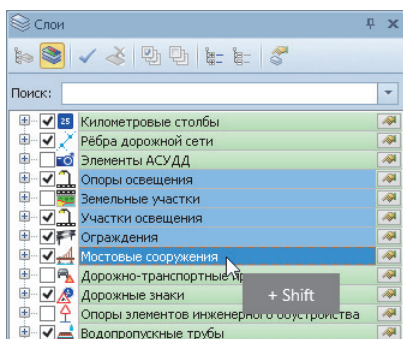 Слои
Поиск:
25 Километровые столбы
Рёбра дорожной сети
Элементы АСУДД
Опоры освещения
Земельные участки
Участки освещения
Ограждения
Мостовые сооружения
Дорожно-транспортные
+ Shift
Дорожные знаки
Опоры элементов инженерного обустройства
Водопропускные трубы